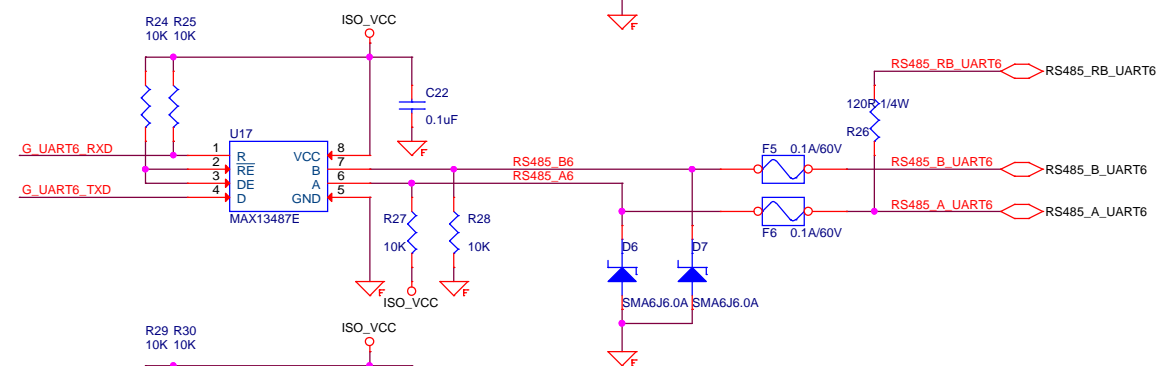 R24 R25
10K 10K
ISO_VCC
C22
0.1uF
U17
G_UART6_RXD
G_UART6_TXD
1
2
3
4
R
RE
DE
D
VCC
B
A
GND
8
7
6
5
MAX13487E
F
R27
10K
R28
10K
F
F
ISO_VCC
RS485_B6
RS485_A6
F
D6
D7
SMA6J6.0A
SMA6J6.0A
F
F5 0.1A/60V
F6 0.1A/60V
120R 1/4W
R26
RS485_RB_UART6
RS485_RB_UART6
RS485_B_UART6
RS485_B_UART6
RS485_A_UART6
RS485_A_UART6
F
R29 R30
10K 10K
ISO_VCC